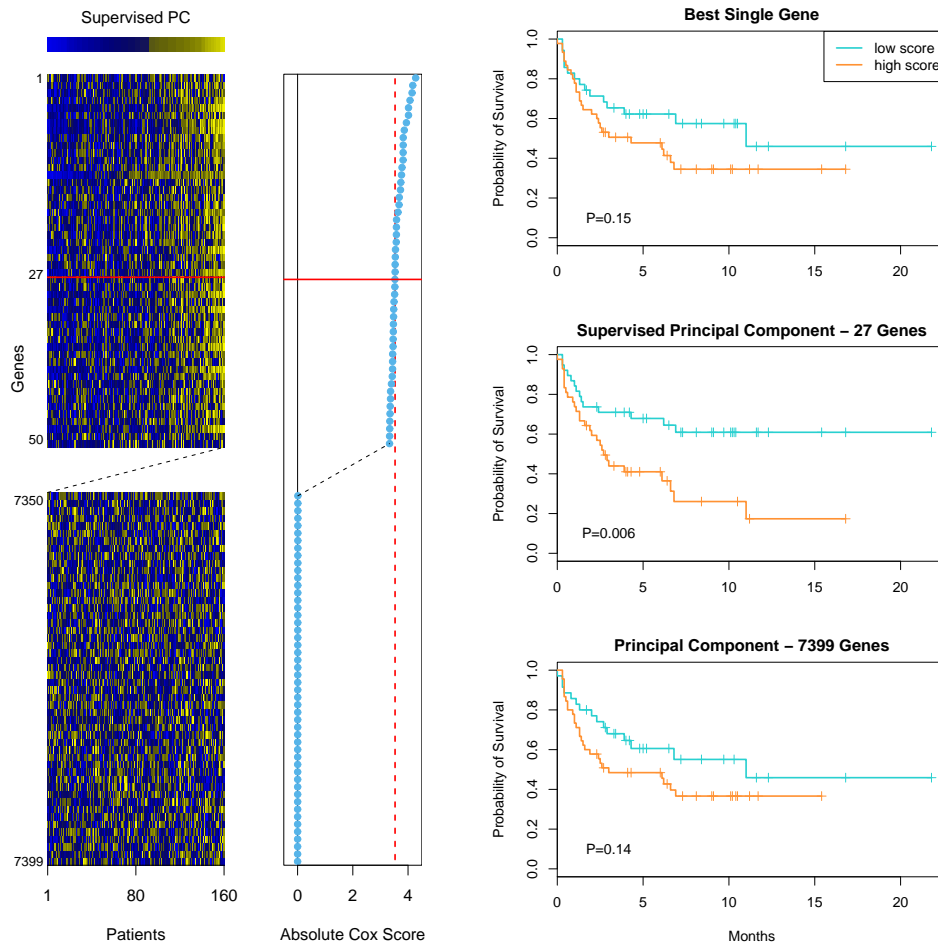 Supervised PC
1
27
50
7350
7399
Genes
1 80 160
Patients
0 2 4
Absolute Cox Score
Best Single Gene
low score
high score
Probability of Survival
0.0 0.2 0.4 0.6 0.8 1.0
P=0.15
0 5 10 15 20
Supervised Principal Component − 27 Genes
Probability of Survival
0.0 0.2 0.4 0.6 0.8 1.0
P=0.006
0 5 10 15 20
Principal Component − 7399 Genes
Probability of Survival
0.0 0.2 0.4 0.6 0.8 1.0
P=0.14
0 5 10 15 20
Months